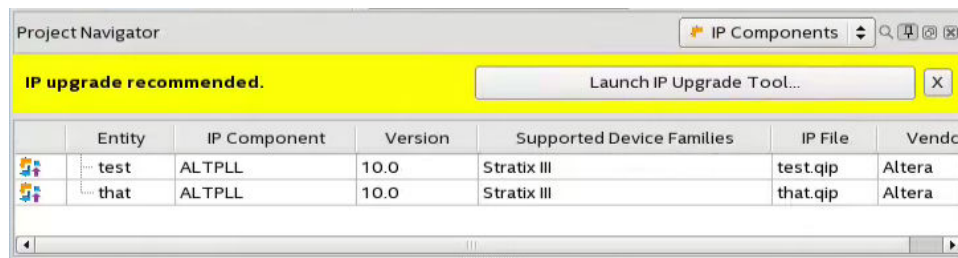 Project Navigator IP Components
IP upgrade recommended. Launch IP Upgrade Tool... X
Entity IP Component Version Supported Device Families IP File Vendo
test ALTPLL 10.0 Stratix III test.qip Altera
that ALTPLL 10.0 Stratix III that.qip Altera